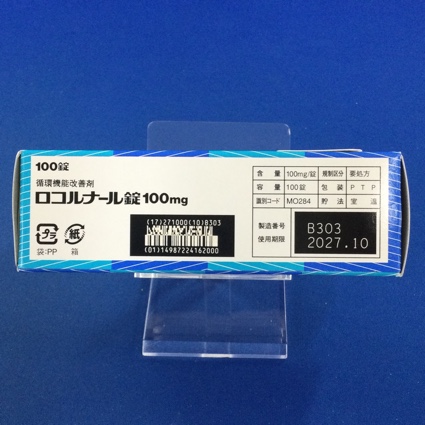 100錠
循環機能改善剤
ロコルナール錠100mg
(17)271000(10)B303
(01)14987224162000
プラ
袋:PP
紙
箱
含量 100mg/錠 規制区分 要処方
容量 100錠 包装 PTP
識別コード MO284 貯法 室温
製造番号 B303
使用期限 2027.10